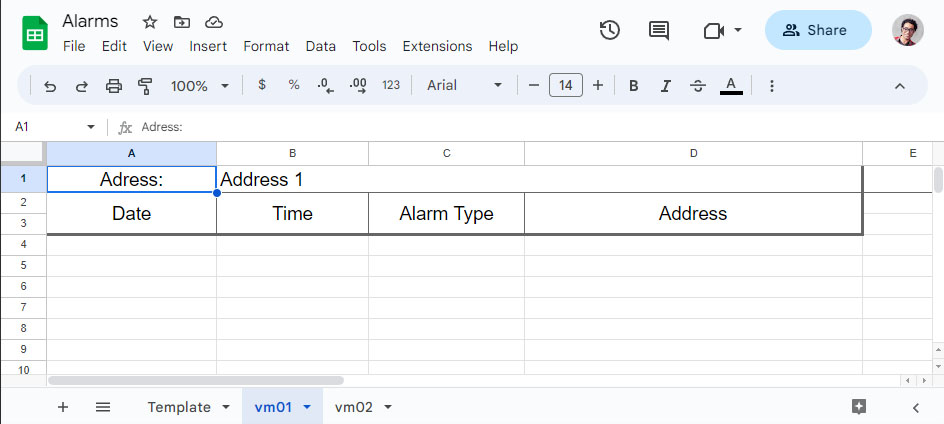 Alarms
File Edit View Insert Format Data Tools Extensions Help
Share
100% $ % .0 .00 123 Arial 14 B I S A
A1 fx Adress:
A B C D E
1 Adress: Address 1
2
Date Time Alarm Type Address
3
4
5
6
7
8
9
10
Template vm01 vm02